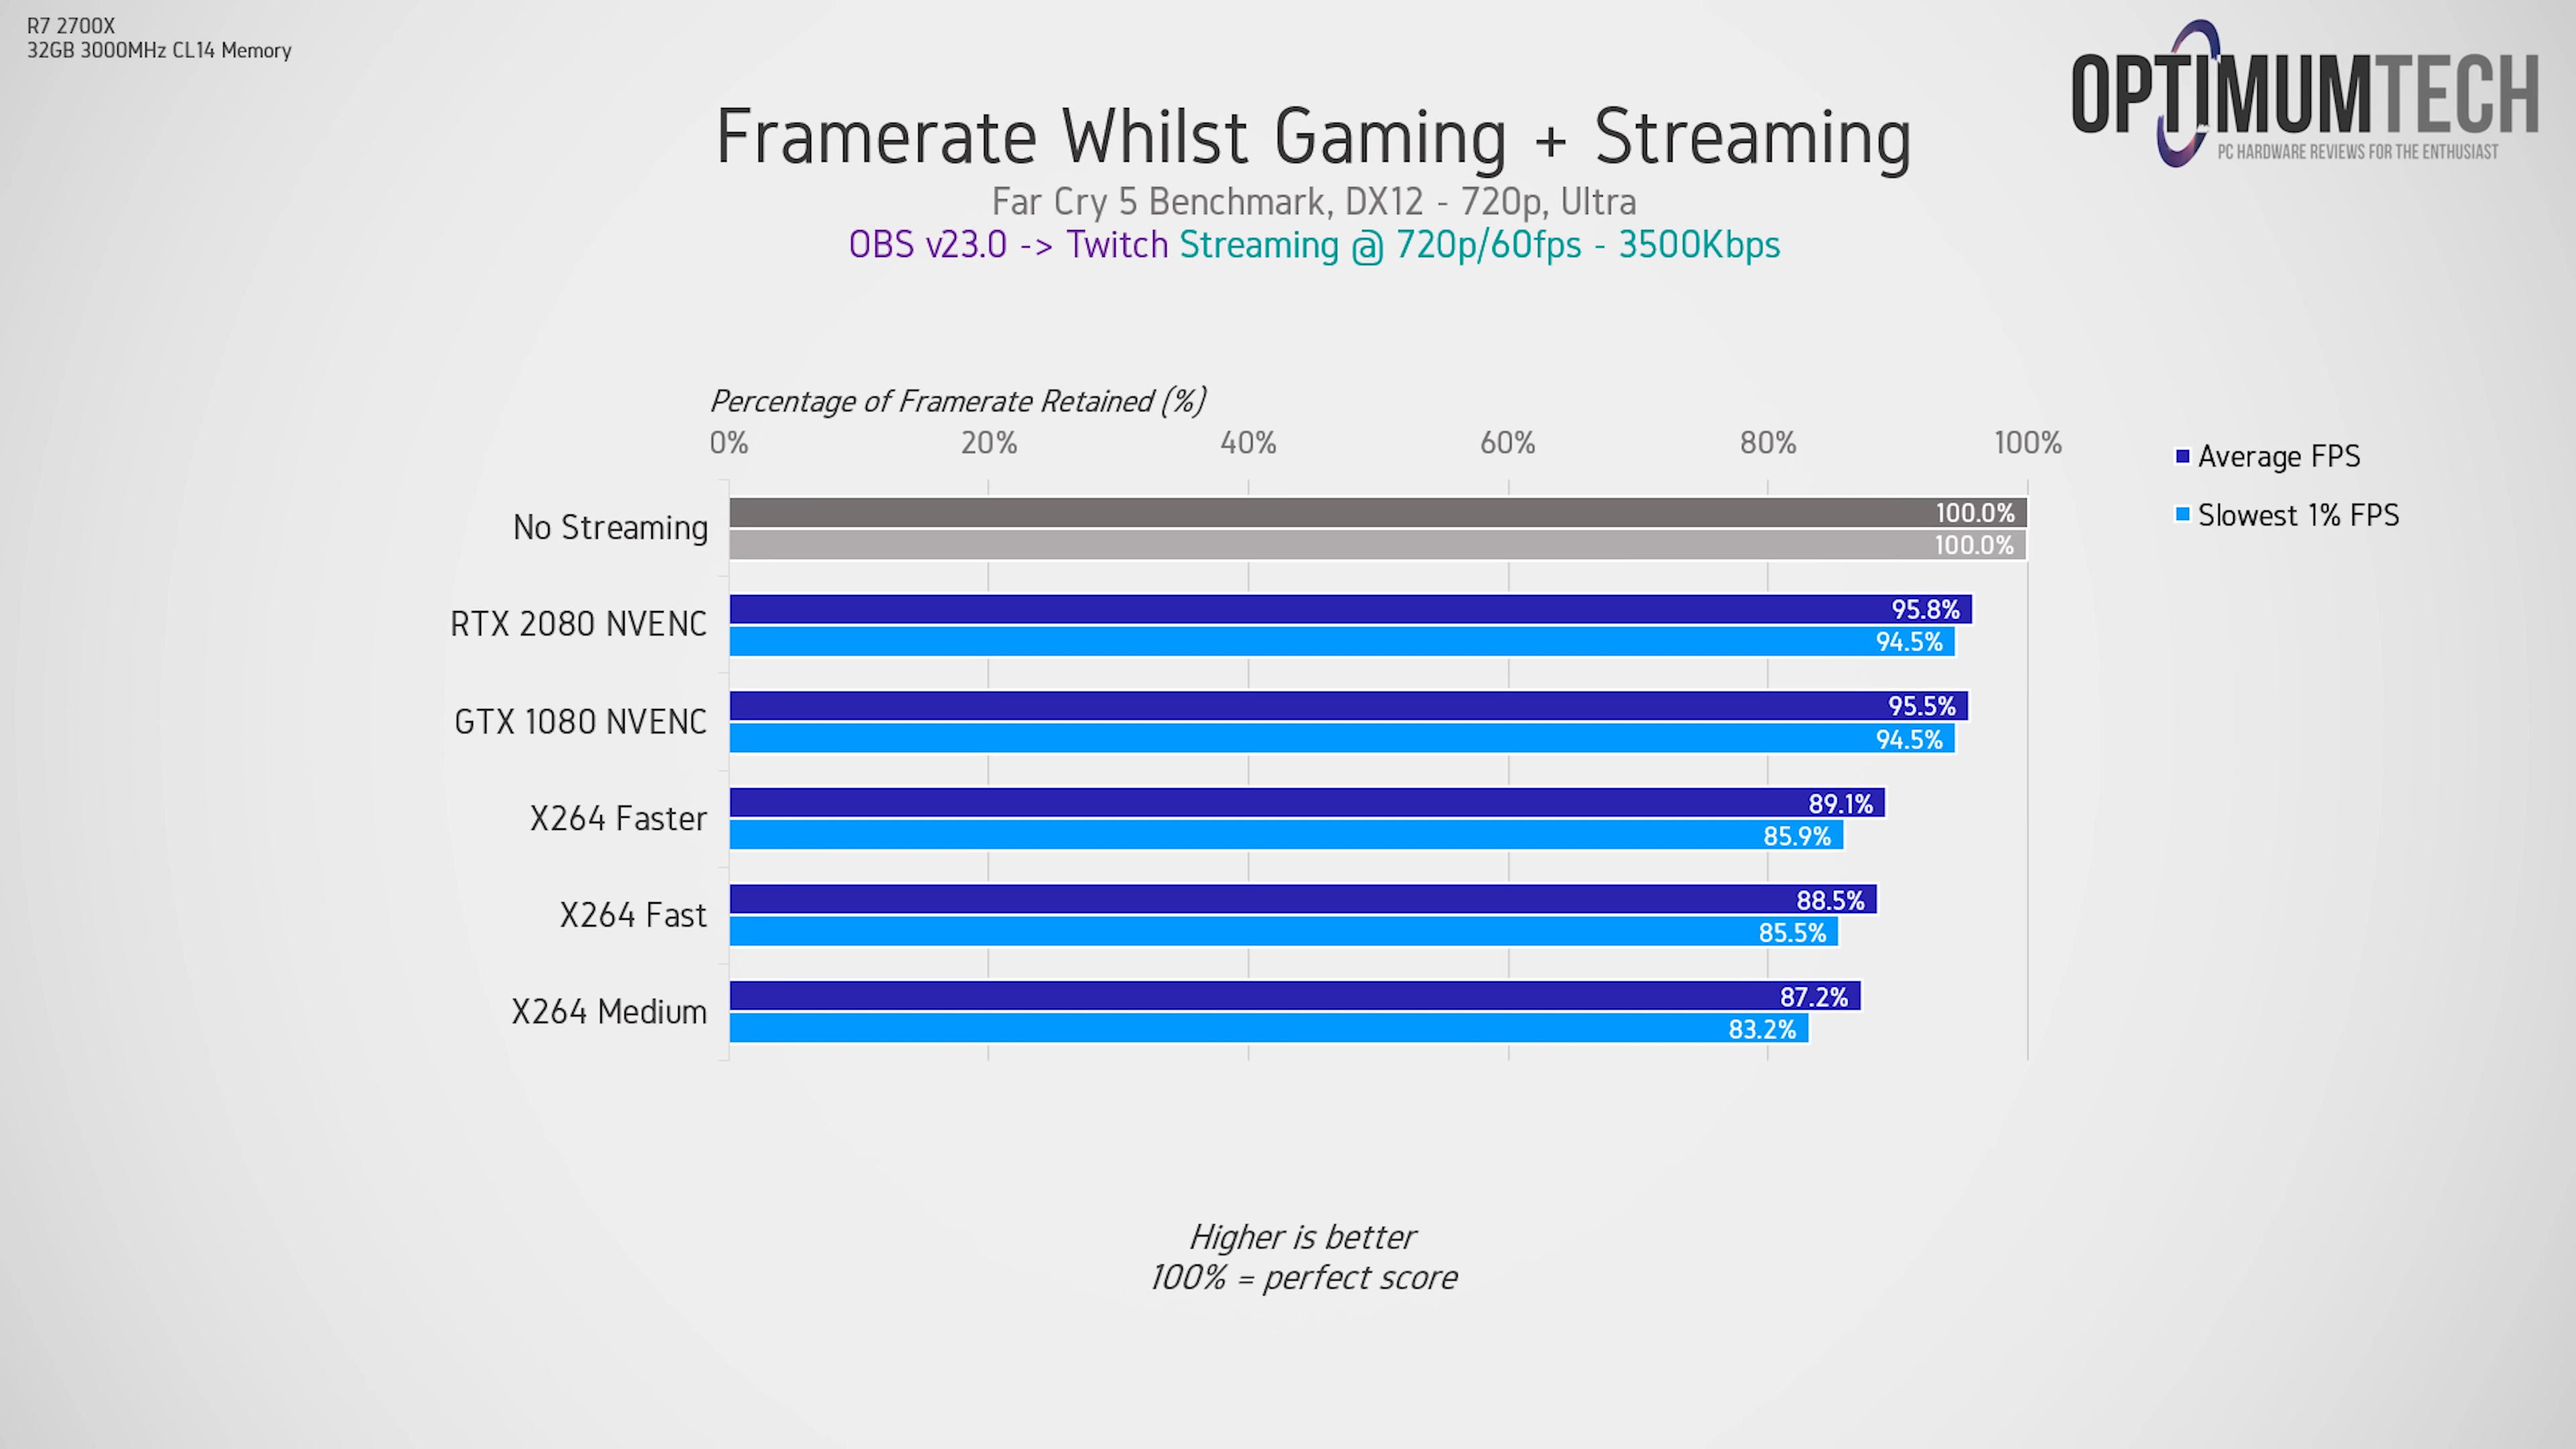 R7 2700X
32GB 3000MHz CL14 Memory
OPTIMUMTECH
PC HARDWARE REVIEWS FOR THE ENTHUSIAST
Framerate Whilst Gaming + Streaming
Far Cry 5 Benchmark, DX12 - 720p, Ultra
OBS v23.0 -> Twitch Streaming @ 720p/60fps - 3500Kbps
Percentage of Framerate Retained (%)
0% 20% 40% 60% 80% 100%
Average FPS
Slowest 1% FPS
No Streaming
100.0%
100.0%
RTX 2080 NVENC
95.8%
94.5%
GTX 1080 NVENC
95.5%
94.5%
X264 Faster
89.1%
85.9%
X264 Fast
88.5%
85.5%
X264 Medium
87.2%
83.2%
Higher is better
100% = perfect score